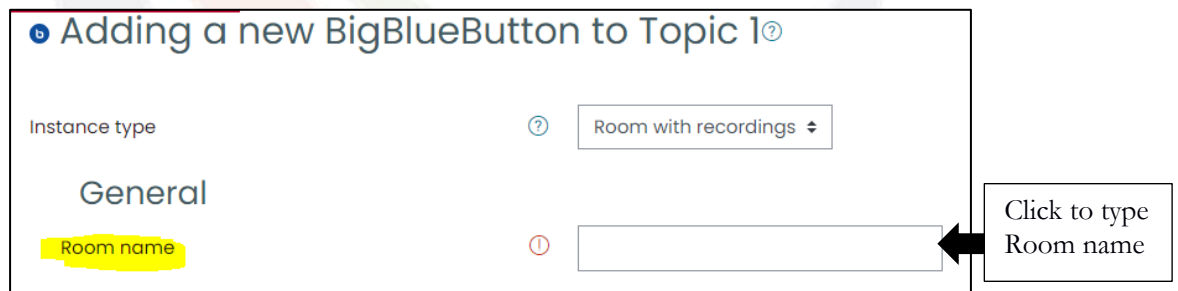 Adding a new BigBlueButton to Topic 1
Instance type
Room with recordings
General
Room name
Click to type
Room name